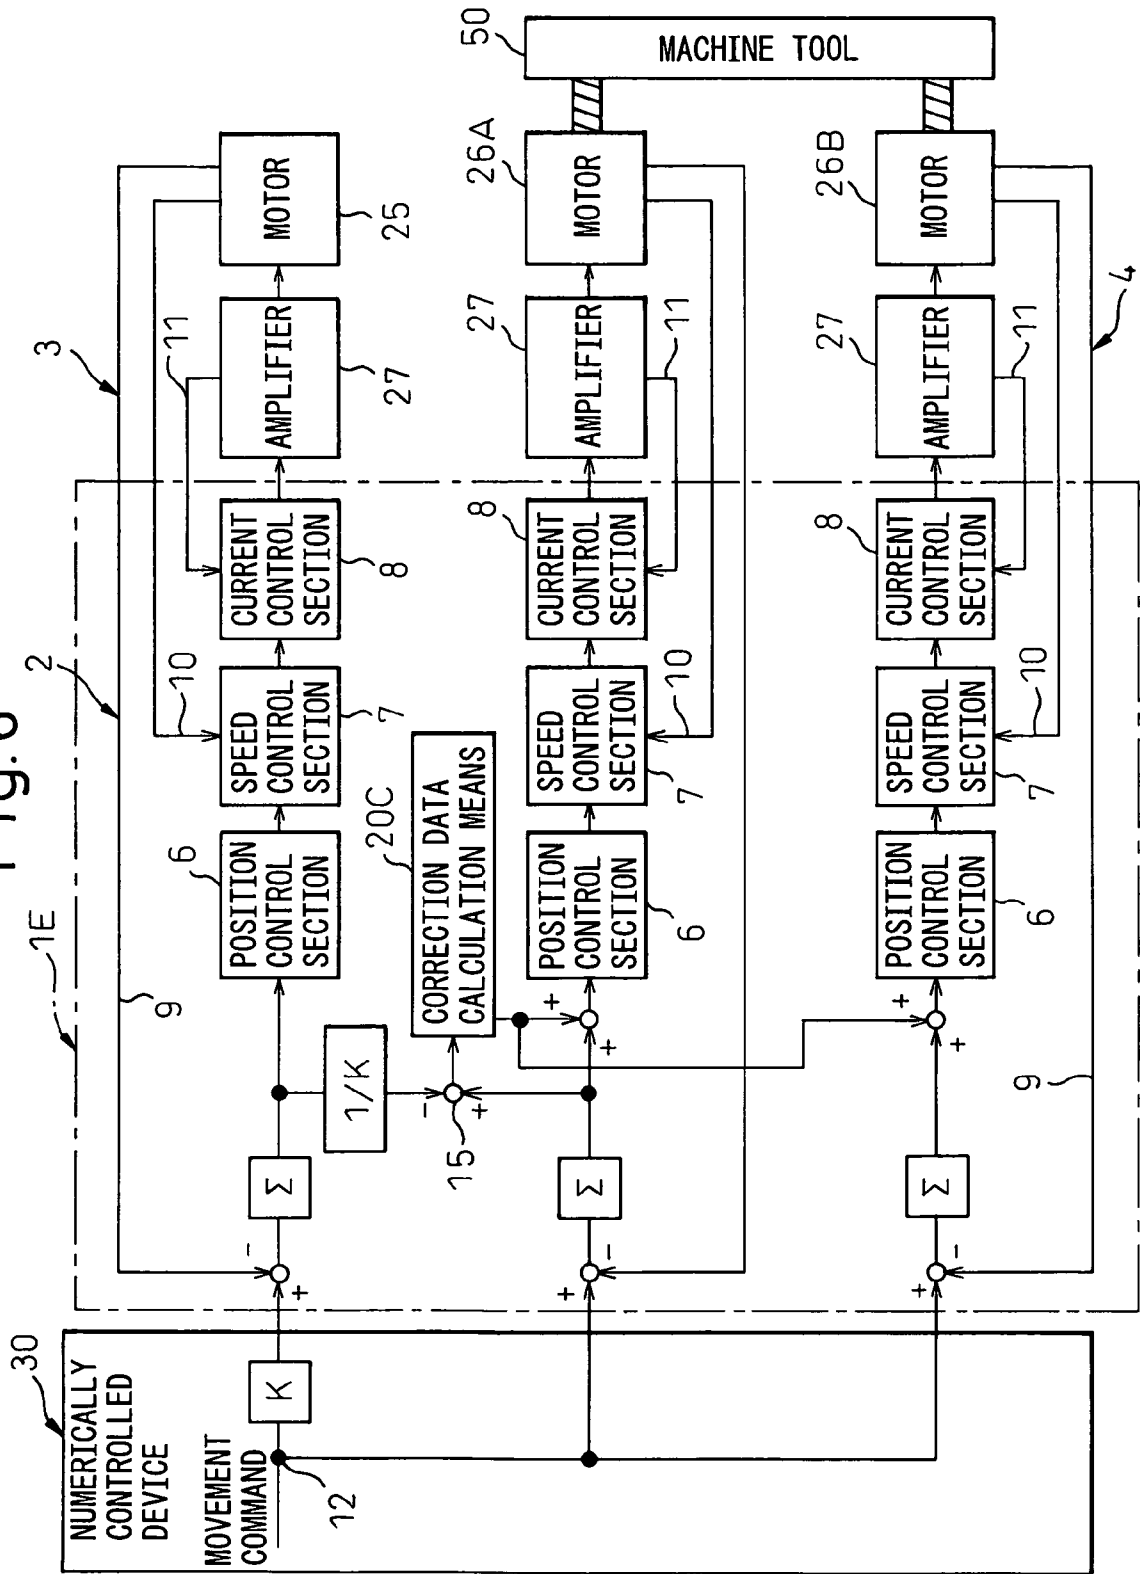 30
NUMERICALLY
CONTROLLED
DEVICE
MOVEMENT
COMMAND
12
K
1E
2
3
4
9
+
-
Σ
1/K
-
+
15
20C
CORRECTION DATA
CALCULATION MEANS
6
POSITION
CONTROL
SECTION
10
SPEED
CONTROL
SECTION
7
11
CURRENT
CONTROL
SECTION
8
AMPLIFIER
27
MOTOR
25
+
-
Σ
+
+
POSITION
CONTROL
SECTION
6
SPEED
CONTROL
SECTION
7
10
8
CURRENT
CONTROL
SECTION
27
AMPLIFIER
11
26A
MOTOR
50
MACHINE TOOL
+
-
Σ
+
+
9
POSITION
CONTROL
SECTION
6
SPEED
CONTROL
SECTION
7
10
8
CURRENT
CONTROL
SECTION
27
AMPLIFIER
11
26B
MOTOR